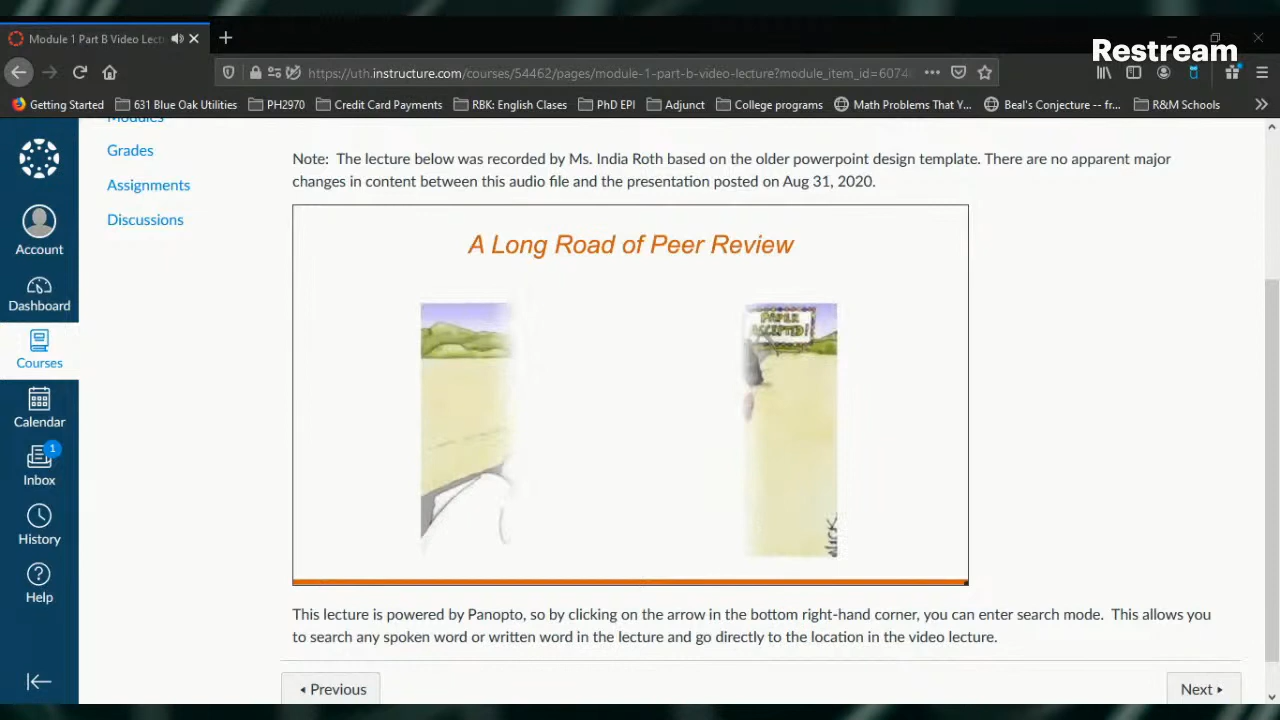 Module 1 Part B Video Lect
Restream
https://uth.instructure.com/courses/54462/pages/module-1-part-b-video-lecture?module_item_id=6074
Getting Started 631 Blue Oak Utilities PH2970 Credit Card Payments RBK: English Clases PhD EPI Adjunct College programs Math Problems That Y... Beal's Conjecture -- fr... R&M Schools
Modules
Grades
Assignments
Discussions
Account
Dashboard
Courses
Calendar
1
Inbox
History
Help
Note: The lecture below was recorded by Ms. India Roth based on the older powerpoint design template. There are no apparent major
changes in content between this audio file and the presentation posted on Aug 31, 2020.
A Long Road of Peer Review
PAPER
ACCEPTED!
NICK
This lecture is powered by Panopto, so by clicking on the arrow in the bottom right-hand corner, you can enter search mode. This allows you
to search any spoken word or written word in the lecture and go directly to the location in the video lecture.
Previous
Next